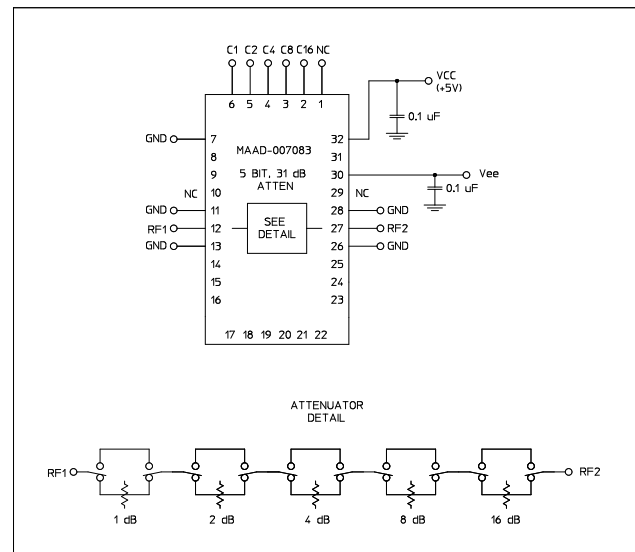 C1 C2 C4 C8 C16 NC
6 5 4 3 2 1
VCC
(+5V)
0.1 uF
GND 7 32
MAAD-007083
8 31
9 5 BIT, 31 dB 30 Vee
ATTEN
0.1 uF
NC 10 29 NC
GND 11 28 GND
SEE
RF1 12 27 RF2
DETAIL
GND 13 26 GND
14 25
15 24
16 23
17 18 19 20 21 22
ATTENUATOR
DETAIL
RF1 RF2
1 dB 2 dB 4 dB 8 dB 16 dB